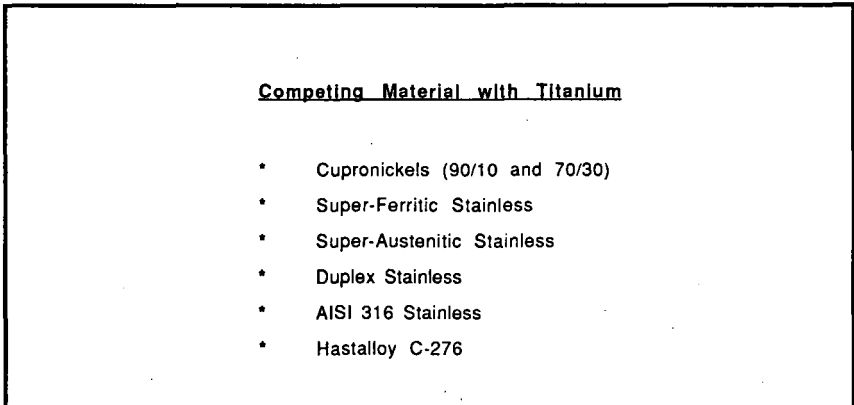 Competing Material with Titanium
* Cupronickels (90/10 and 70/30)
* Super-Ferritic Stainless
* Super-Austenitic Stainless
* Duplex Stainless
* AISI 316 Stainless
* Hastalloy C-276